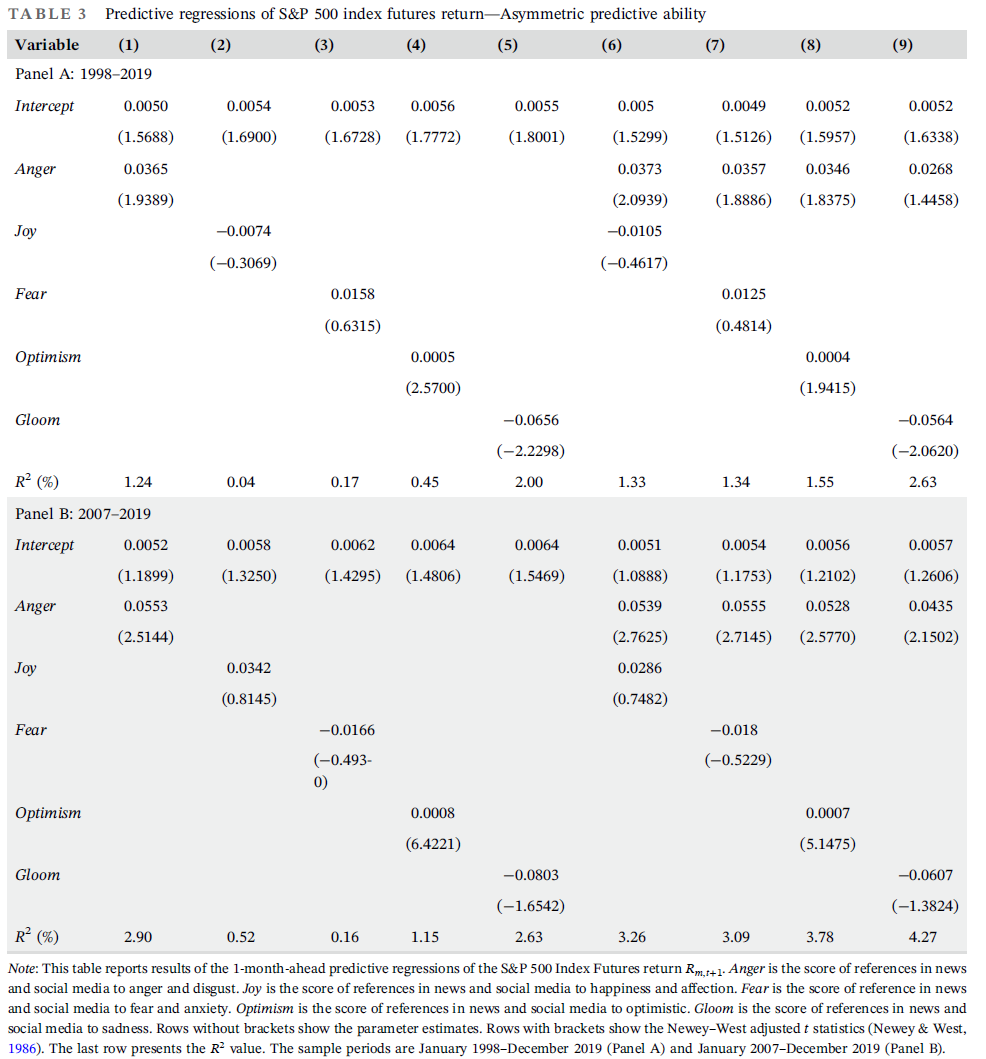 TABLE 3 Predictive regressions of S&P 500 index futures return—Asymmetric predictive ability
Variable (1) (2) (3) (4) (5) (6) (7) (8) (9)
Panel A: 1998–2019
Intercept 0.0050 0.0054 0.0053 0.0056 0.0055 0.005 0.0049 0.0052 0.0052
(1.5688) (1.6900) (1.6728) (1.7772) (1.8001) (1.5299) (1.5126) (1.5957) (1.6338)
Anger 0.0365 0.0373 0.0357 0.0346 0.0268
(1.9389) (2.0939) (1.8886) (1.8375) (1.4458)
Joy −0.0074 −0.0105
(−0.3069) (−0.4617)
Fear 0.0158 0.0125
(0.6315) (0.4814)
Optimism 0.0005 0.0004
(2.5700) (1.9415)
Gloom −0.0656 −0.0564
(−2.2298) (−2.0620)
R² (%) 1.24 0.04 0.17 0.45 2.00 1.33 1.34 1.55 2.63
Panel B: 2007–2019
Intercept 0.0052 0.0058 0.0062 0.0064 0.0064 0.0051 0.0054 0.0056 0.0057
(1.1899) (1.3250) (1.4295) (1.4806) (1.5469) (1.0888) (1.1753) (1.2102) (1.2606)
Anger 0.0553 0.0539 0.0555 0.0528 0.0435
(2.5144) (2.7625) (2.7145) (2.5770) (2.1502)
Joy 0.0342 0.0286
(0.8145) (0.7482)
Fear −0.0166 −0.018
(−0.493- (−0.5229)
0)
Optimism 0.0008 0.0007
(6.4221) (5.1475)
Gloom −0.0803 −0.0607
(−1.6542) (−1.3824)
R² (%) 2.90 0.52 0.16 1.15 2.63 3.26 3.09 3.78 4.27
Note: This table reports results of the 1-month-ahead predictive regressions of the S&P 500 Index Futures return Rm,t+1. Anger is the score of references in news
and social media to anger and disgust. Joy is the score of references in news and social media to happiness and affection. Fear is the score of reference in news
and social media to fear and anxiety. Optimism is the score of references in news and social media to optimistic. Gloom is the score of references in news and
social media to sadness. Rows without brackets show the parameter estimates. Rows with brackets show the Newey–West adjusted t statistics (Newey & West,
1986). The last row presents the R² value. The sample periods are January 1998–December 2019 (Panel A) and January 2007–December 2019 (Panel B).